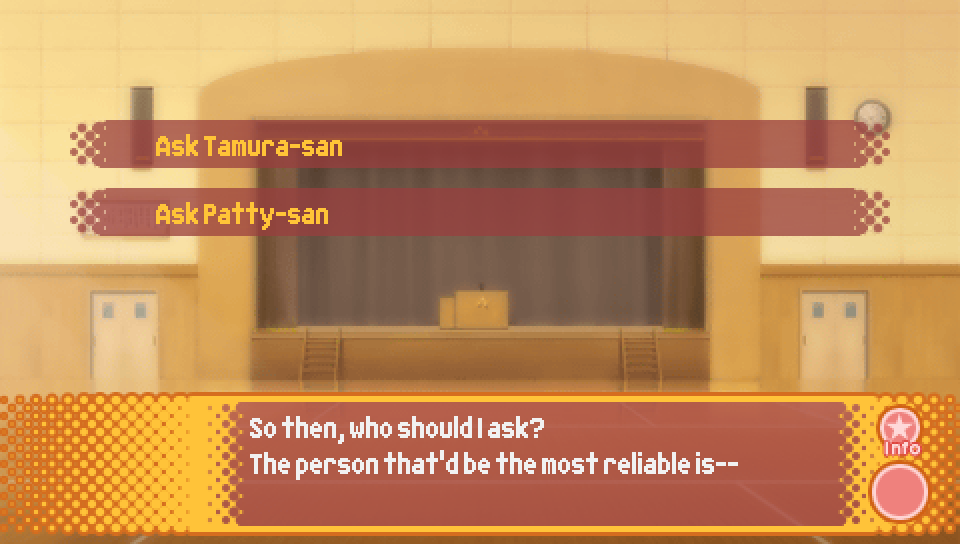 Ask Tamura-san
Ask Patty-san
So then, who should I ask?
The person that'd be the most reliable is--
Info